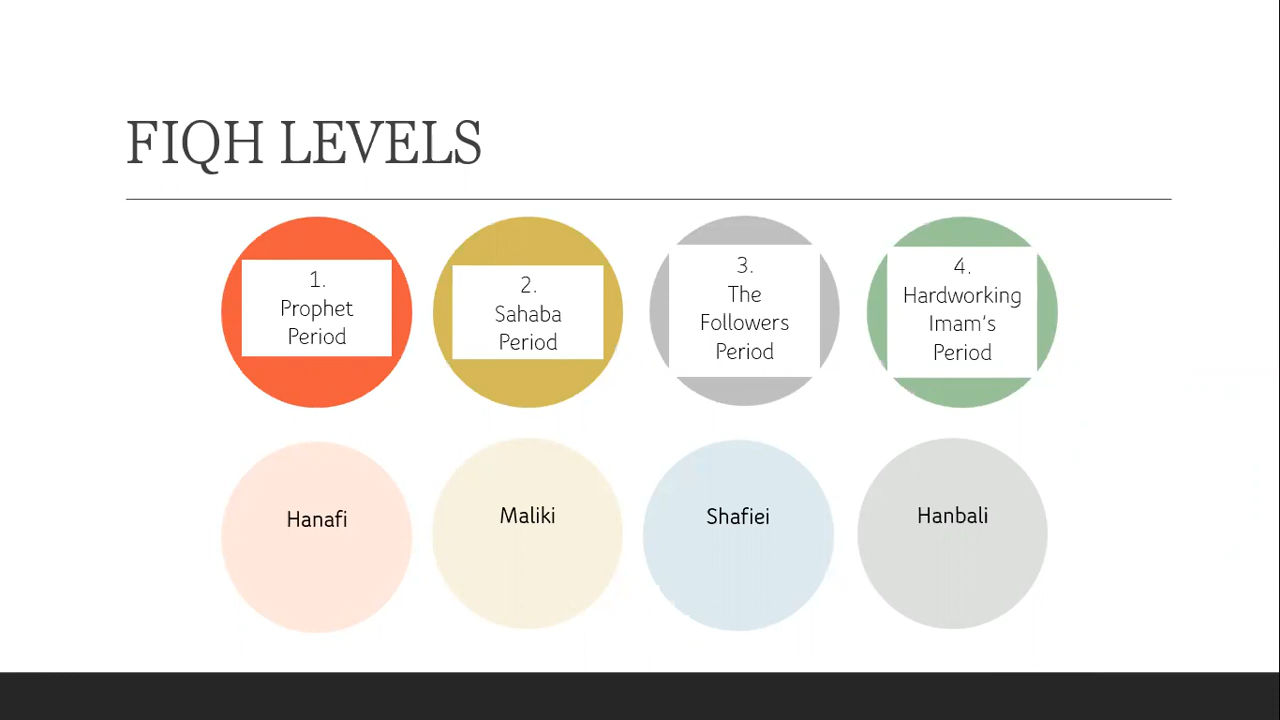 FIQH LEVELS
1.
Prophet
Period
2.
Sahaba
Period
3.
The
Followers
Period
4.
Hardworking
Imam's
Period
Hanafi
Maliki
Shafiei
Hanbali